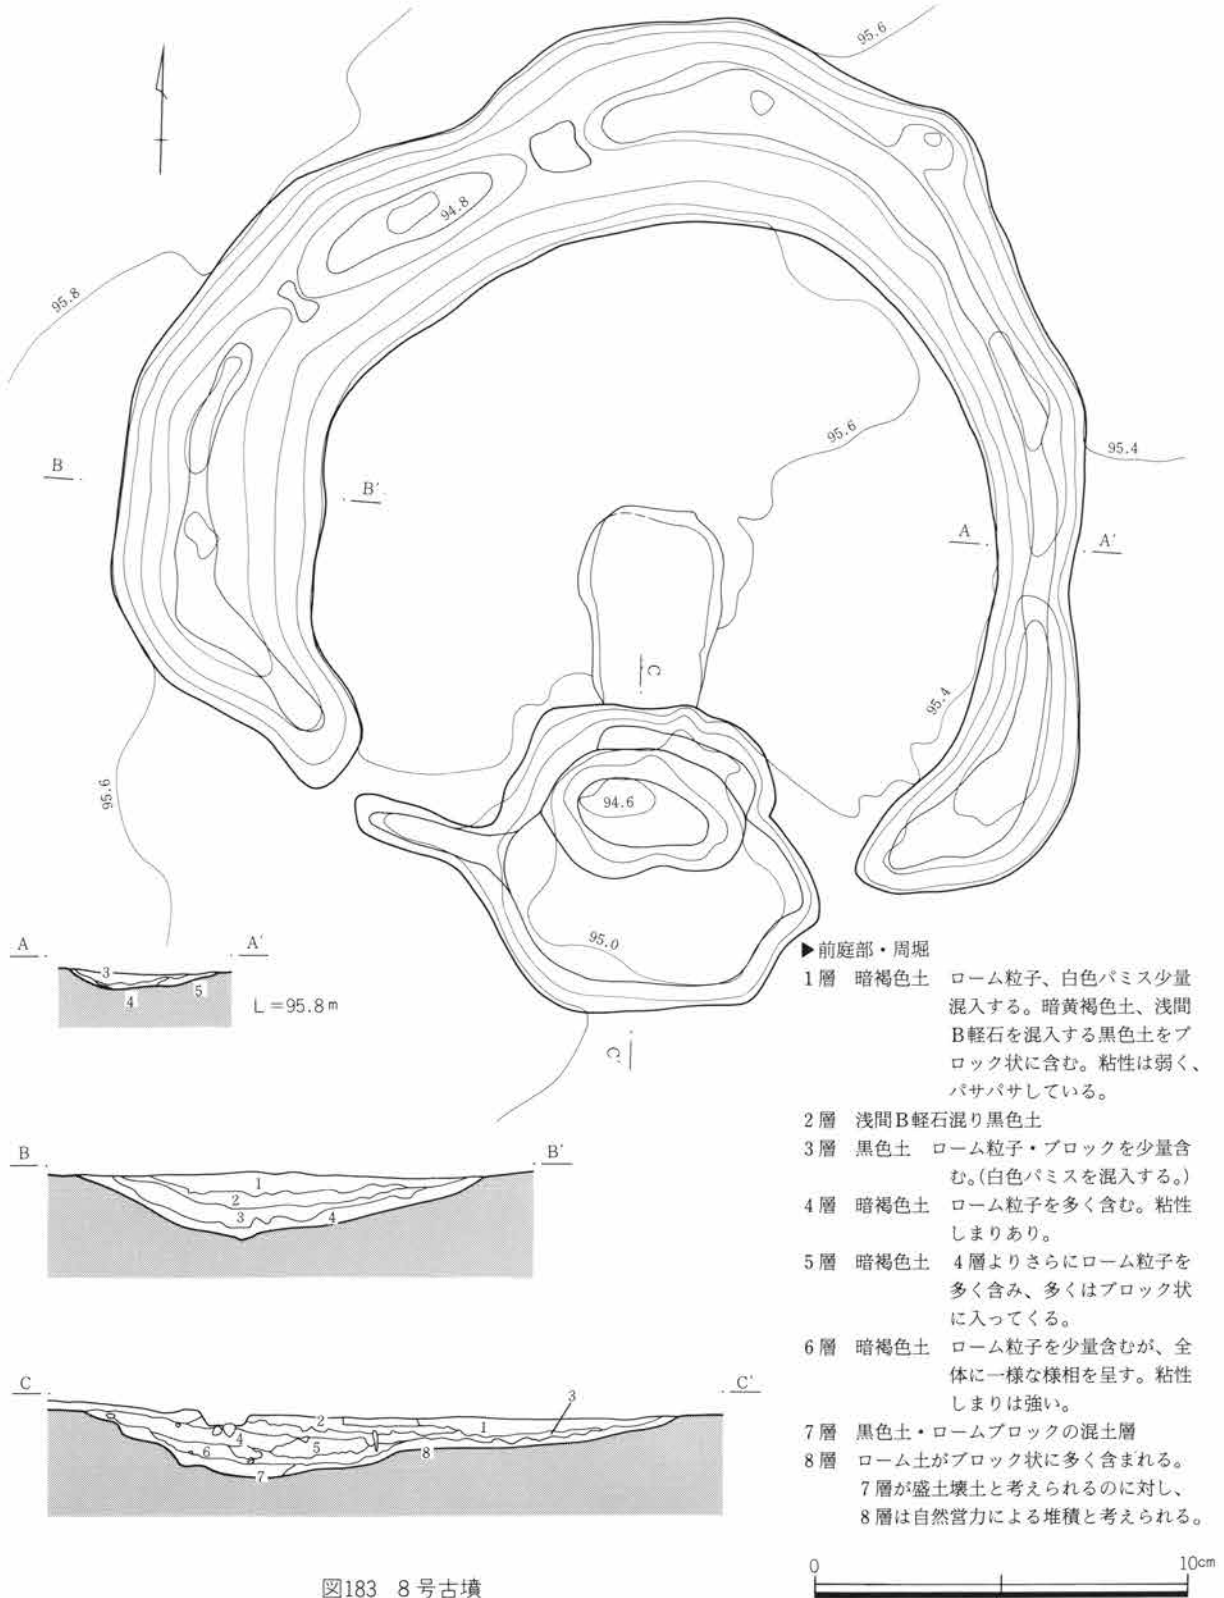 95.6
94.8
95.8
B
B'
95.6
95.4
A
A'
C
95.4
94.6
95.6
95.0
C'
A
A'
3
4
5
L=95.8m
B
B'
1
2
3
4
C
C'
3
2
1
4
5
6
8
7
▶前庭部・周堀
1層 暗褐色土 ローム粒子、白色パミス少量
混入する。暗黄褐色土、浅間
B軽石を混入する黒色土をブ
ロック状に含む。粘性は弱く、
パサパサしている。
2層 浅間B軽石混り黒色土
3層 黒色土 ローム粒子・ブロックを少量含
む。(白色パミスを混入する。)
4層 暗褐色土 ローム粒子を多く含む。粘性
しまりあり。
5層 暗褐色土 4層よりさらにローム粒子を
多く含み、多くはブロック状
に入ってくる。
6層 暗褐色土 ローム粒子を少量含むが、全
体に一様な様相を呈す。粘性
しまりは強い。
7層 黒色土・ロームブロックの混土層
8層 ローム土がブロック状に多く含まれる。
7層が盛土壊土と考えられるのに対し、
8層は自然営力による堆積と考えられる。
0 10cm
図183 8号古墳